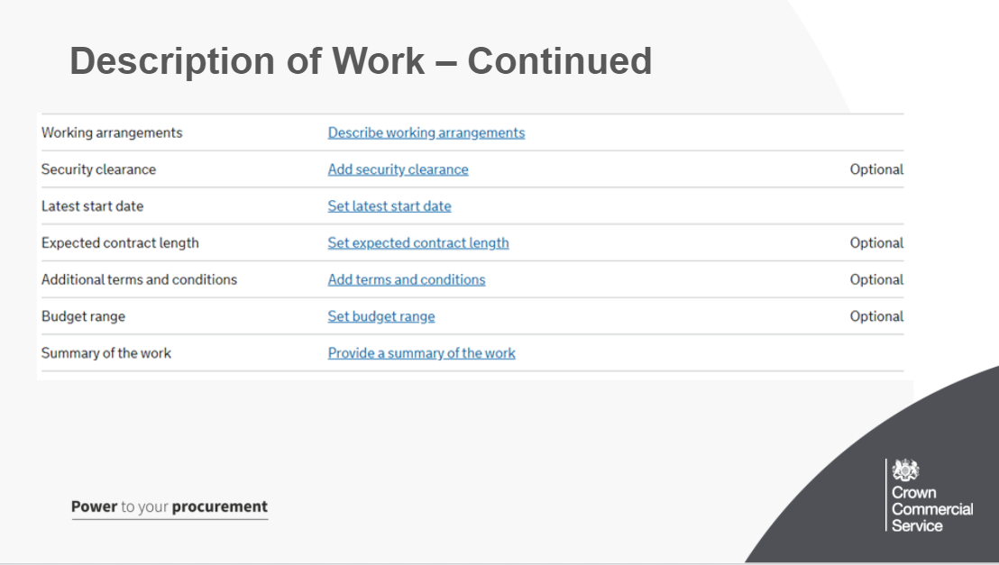 Description of Work – Continued
Working arrangements Describe working arrangements
Security clearance Add security clearance Optional
Latest start date Set latest start date
Expected contract length Set expected contract length Optional
Additional terms and conditions Add terms and conditions Optional
Budget range Set budget range Optional
Summary of the work Provide a summary of the work
Power to your procurement
Crown
Commercial
Service